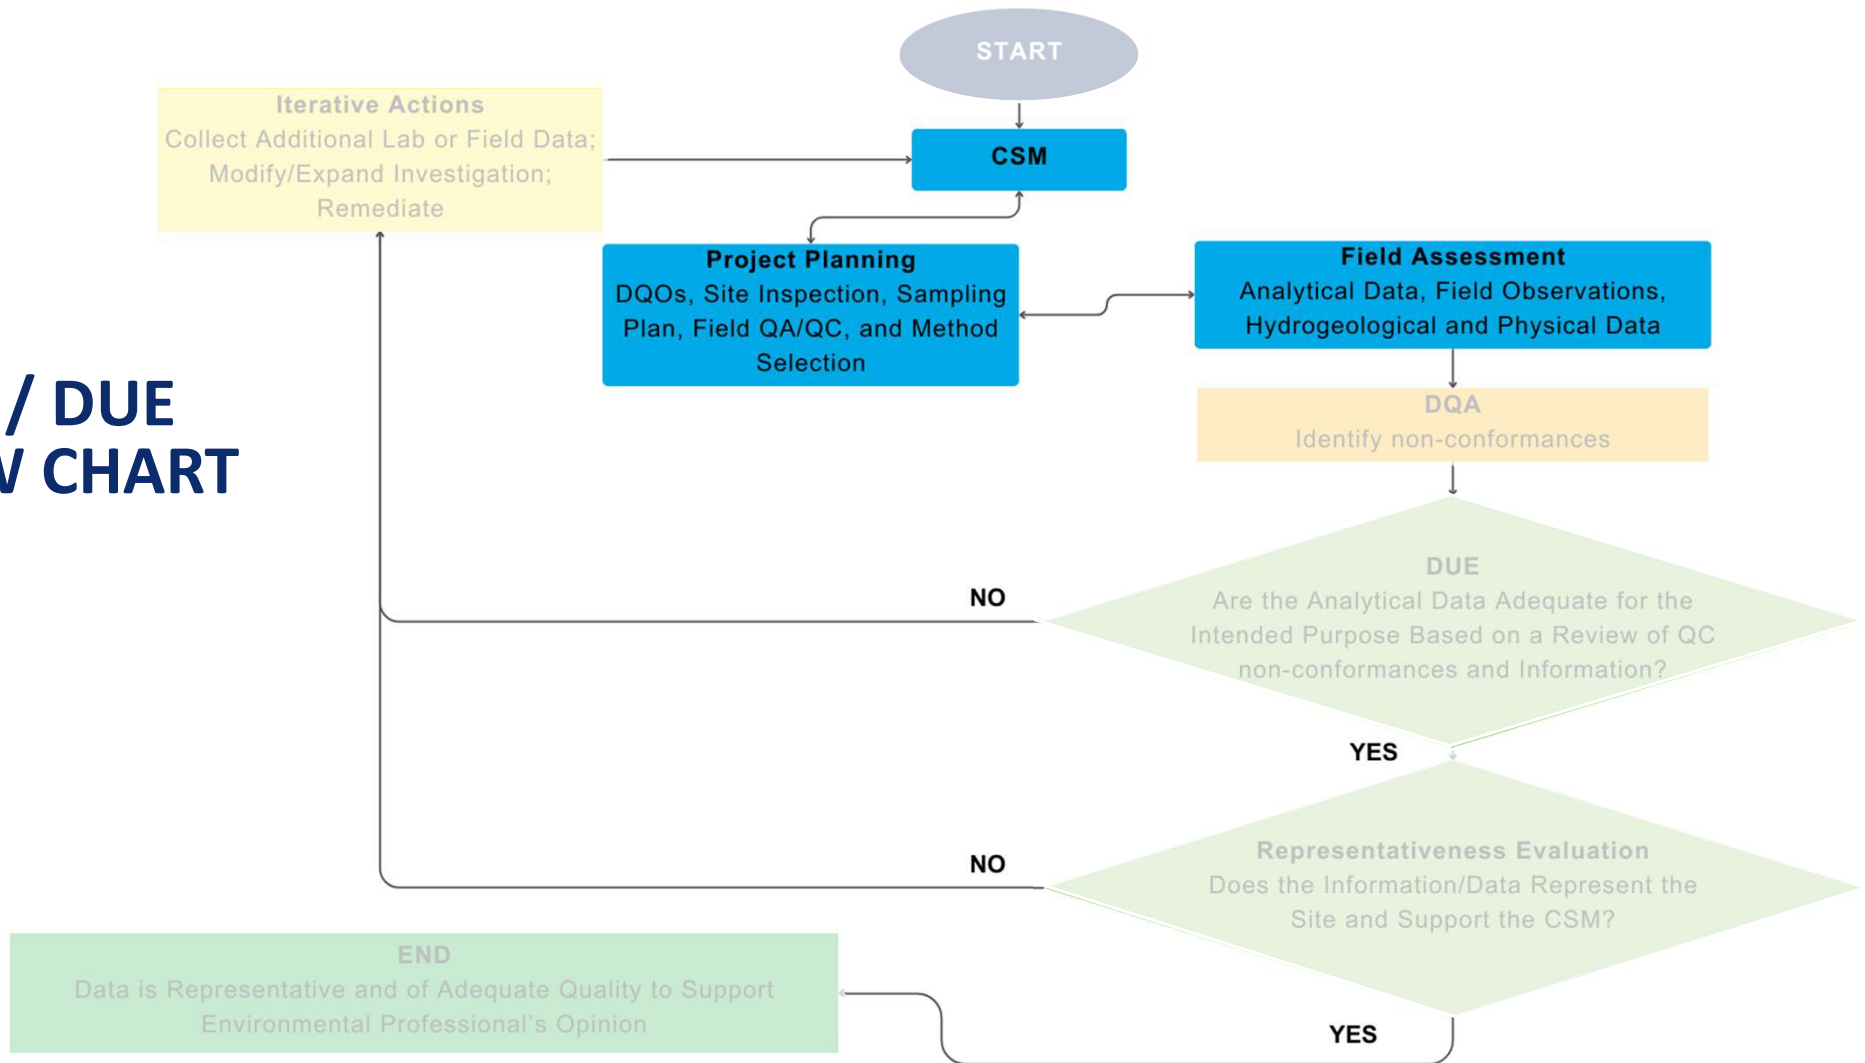 START
Iterative Actions
Collect Additional Lab or Field Data;
Modify/Expand Investigation;
Remediate
CSM
Project Planning
DQOs, Site Inspection, Sampling
Plan, Field QA/QC, and Method
Selection
Field Assessment
Analytical Data, Field Observations,
Hydrogeological and Physical Data
/ DUE
W CHART
DQA
Identify non-conformances
DUE
Are the Analytical Data Adequate for the
Intended Purpose Based on a Review of QC
non-conformances and Information?
NO
YES
Representativeness Evaluation
Does the Information/Data Represent the
Site and Support the CSM?
NO
YES
END
Data is Representative and of Adequate Quality to Support
Environmental Professional's Opinion